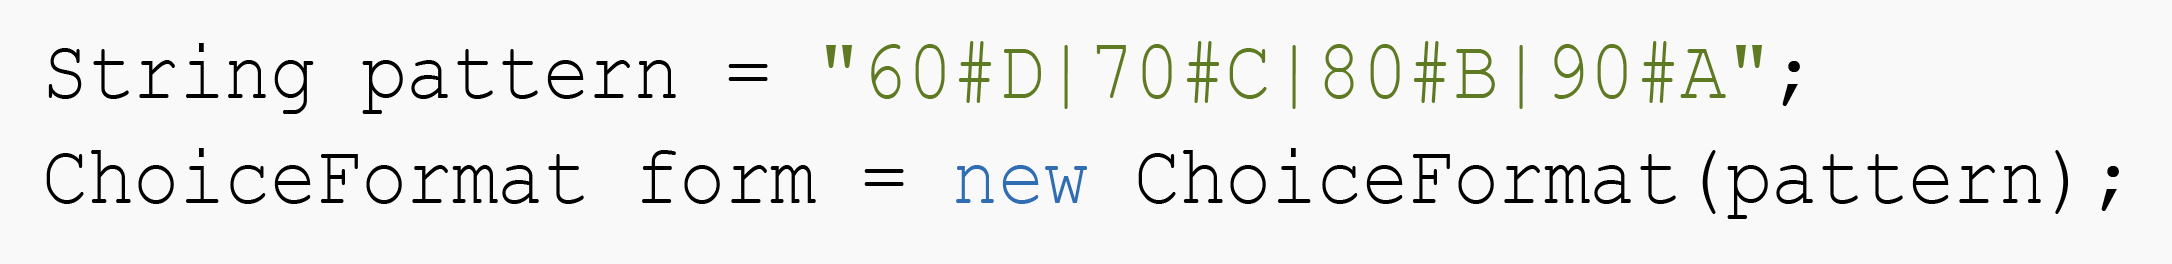 String pattern = "60#D|70#C|80#B|90#A";
ChoiceFormat form = new ChoiceFormat(pattern);